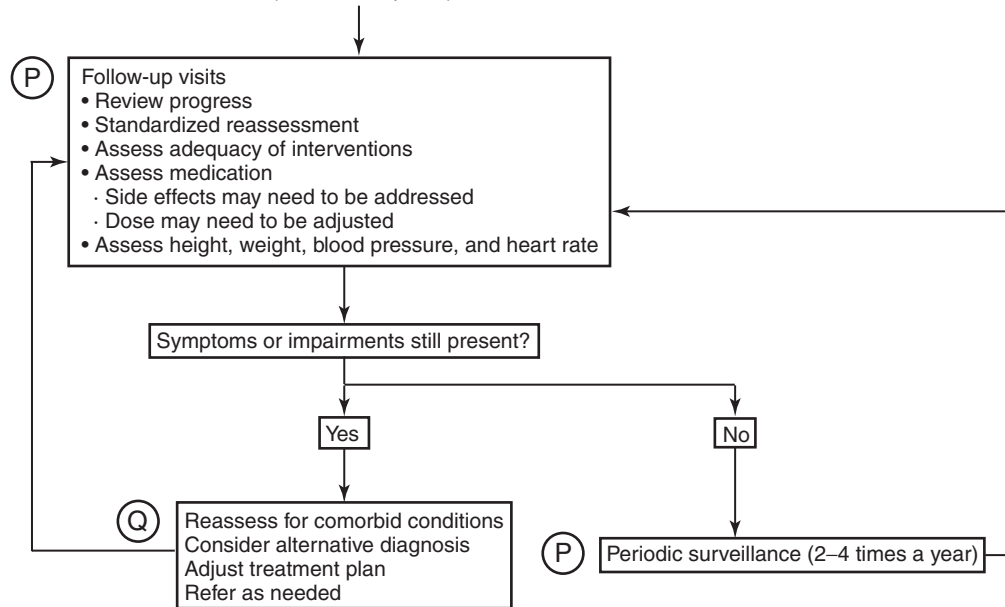 P
Follow-up visits
• Review progress
• Standardized reassessment
• Assess adequacy of interventions
• Assess medication
· Side effects may need to be addressed
· Dose may need to be adjusted
• Assess height, weight, blood pressure, and heart rate
Symptoms or impairments still present?
Yes
No
Q
Reassess for comorbid conditions
Consider alternative diagnosis
Adjust treatment plan
Refer as needed
P
Periodic surveillance (2–4 times a year)